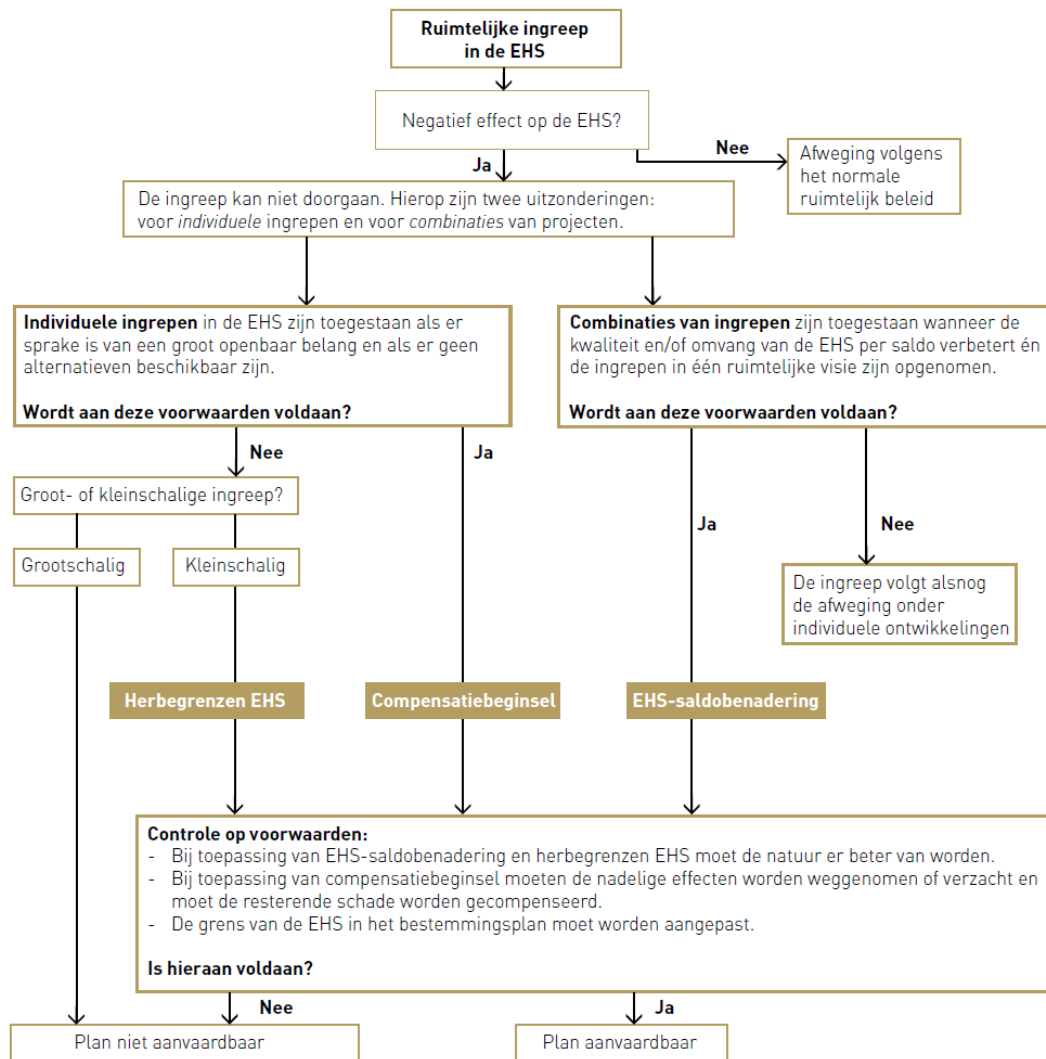 Ruimtelijke ingreep
in de EHS
Negatief effect op de EHS?
Nee
Ja
Afweging volgens
het normale
ruimtelijk beleid
De ingreep kan niet doorgaan. Hierop zijn twee uitzonderingen:
voor individuele ingrepen en voor combinaties van projecten.
Individuele ingrepen in de EHS zijn toegestaan als er
sprake is van een groot openbaar belang en als er geen
alternatieven beschikbaar zijn.
Wordt aan deze voorwaarden voldaan?
Combinaties van ingrepen zijn toegestaan wanneer de
kwaliteit en/of omvang van de EHS per saldo verbetert én
de ingrepen in één ruimtelijke visie zijn opgenomen.
Wordt aan deze voorwaarden voldaan?
Nee
Ja
Groot- of kleinschalige ingreep?
Ja
Nee
Grootschalig
Kleinschalig
De ingreep volgt alsnog
de afweging onder
individuele ontwikkelingen
Herbegrenzen EHS
Compensatiebeginsel
EHS-saldobenadering
Controle op voorwaarden:
- Bij toepassing van EHS-saldobenadering en herbegrenzen EHS moet de natuur er beter van worden.
- Bij toepassing van compensatiebeginsel moeten de nadelige effecten worden weggenomen of verzacht en
moet de resterende schade worden gecompenseerd.
- De grens van de EHS in het bestemmingsplan moet worden aangepast.
Is hieraan voldaan?
Nee
Ja
Plan niet aanvaardbaar
Plan aanvaardbaar